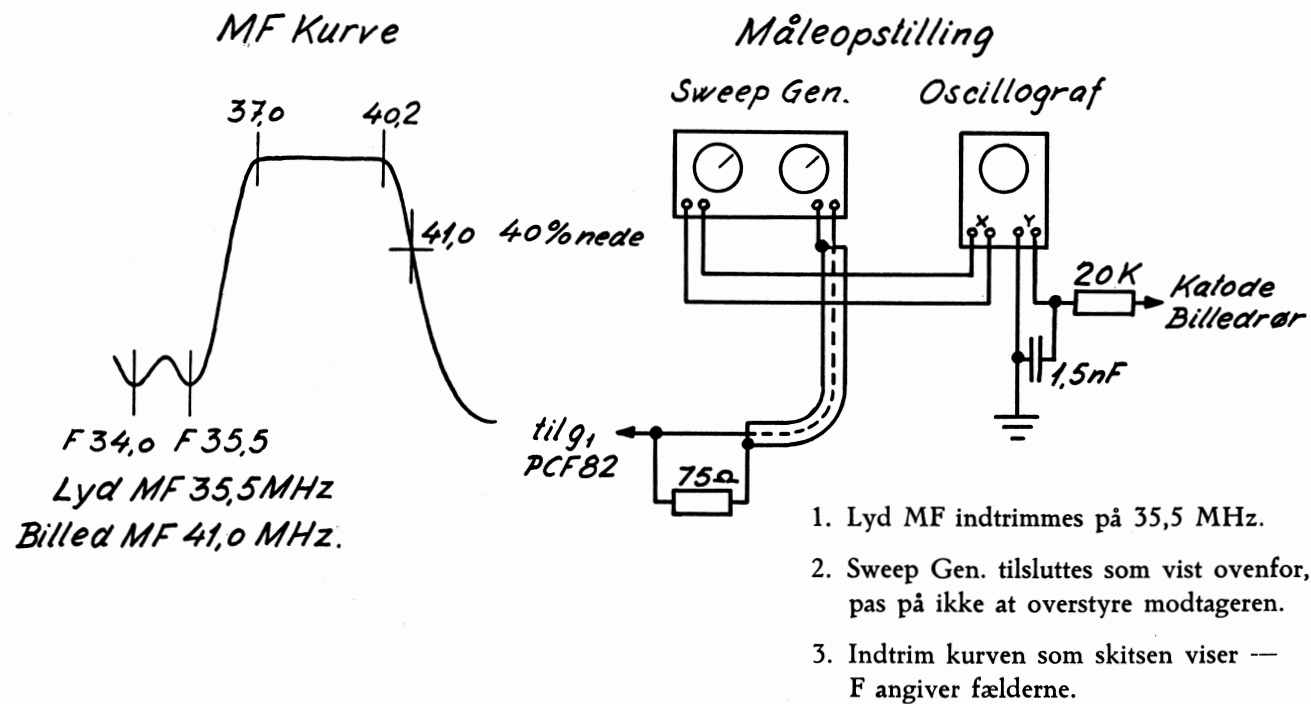 MF Kurve
37,0
40,2
41,0 40% nede
F 34,0 F 35,5
Lyd MF 35,5 MHz
Billed MF 41,0 MHz.
Måleopstilling
Sweep Gen.
Oscillograf
X
Y
20K
Katode
Billedrør
1,5nF
til g₁
PCF82
75Ω
1. Lyd MF indtrimmes på 35,5 MHz.
2. Sweep Gen. tilsluttes som vist ovenfor,
pas på ikke at overstyre modtageren.
3. Indtrim kurven som skitsen viser —
F angiver fælderne.